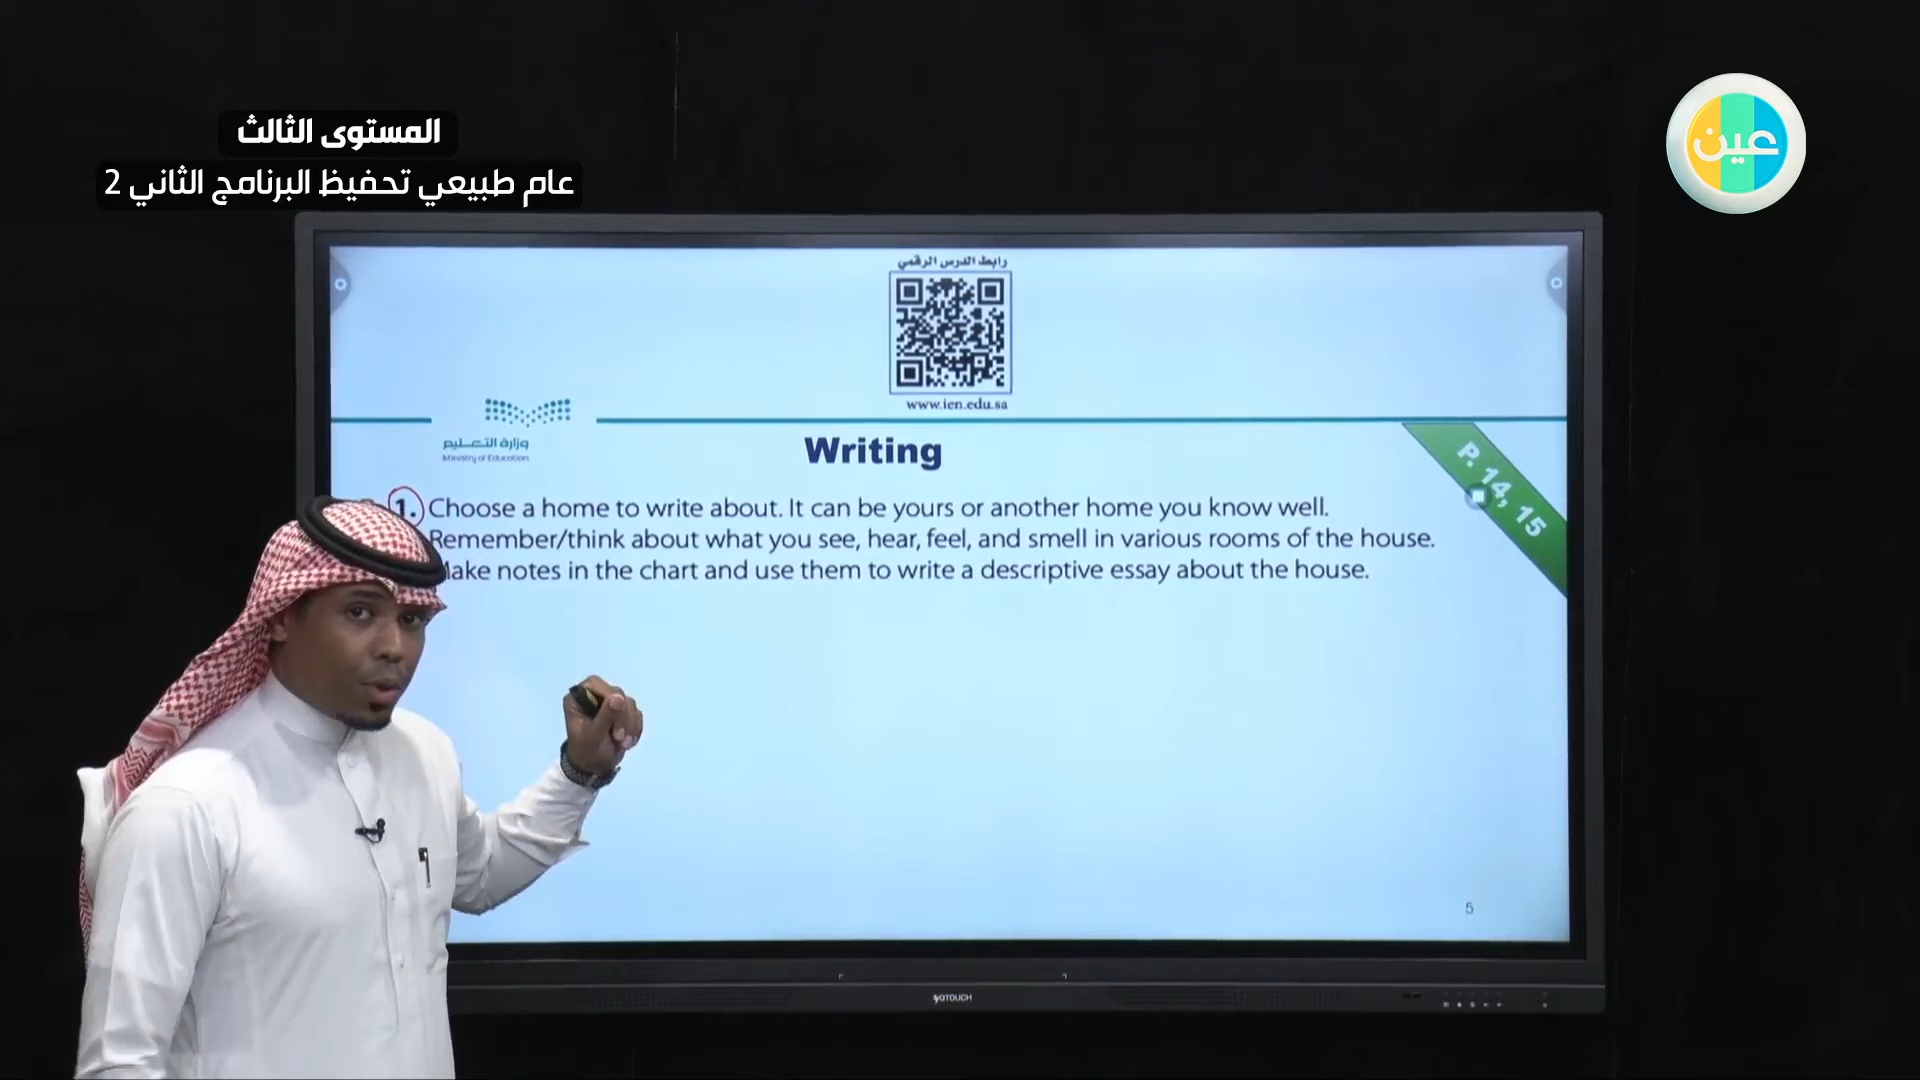 المستوى الثالث
عام طبيعي تحفيظ البرنامج الثاني 2
عين
رابط الدرس الرقمي
www.ien.edu.sa
وزارة التعليم
Ministry of Education
Writing
P. 14, 15
1. Choose a home to write about. It can be yours or another home you know well.
Remember/think about what you see, hear, feel, and smell in various rooms of the house.
Make notes in the chart and use them to write a descriptive essay about the house.
5